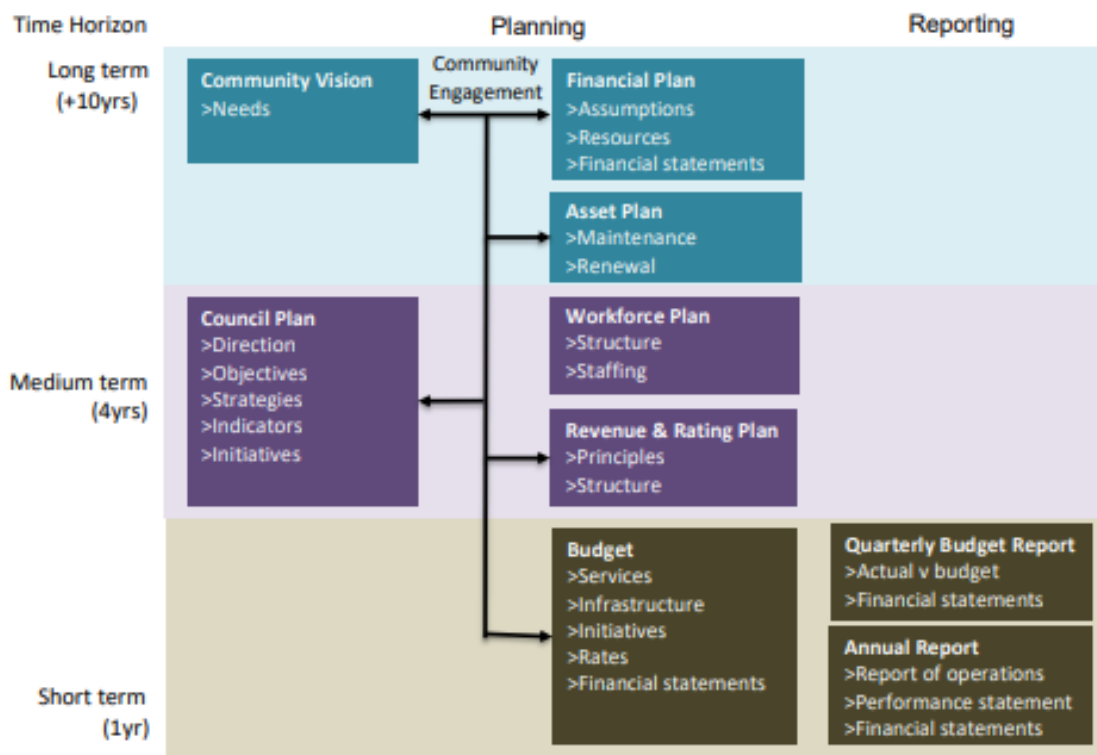 Time Horizon
Planning
Reporting
Long term
(+10yrs)
Community Vision
>Needs
Community
Engagement
Financial Plan
>Assumptions
>Resources
>Financial statements
Asset Plan
>Maintenance
>Renewal
Medium term
(4yrs)
Council Plan
>Direction
>Objectives
>Strategies
>Indicators
>Initiatives
Workforce Plan
>Structure
>Staffing
Revenue & Rating Plan
>Principles
>Structure
Short term
(1yr)
Budget
>Services
>Infrastructure
>Initiatives
>Rates
>Financial statements
Quarterly Budget Report
>Actual v budget
>Financial statements
Annual Report
>Report of operations
>Performance statement
>Financial statements